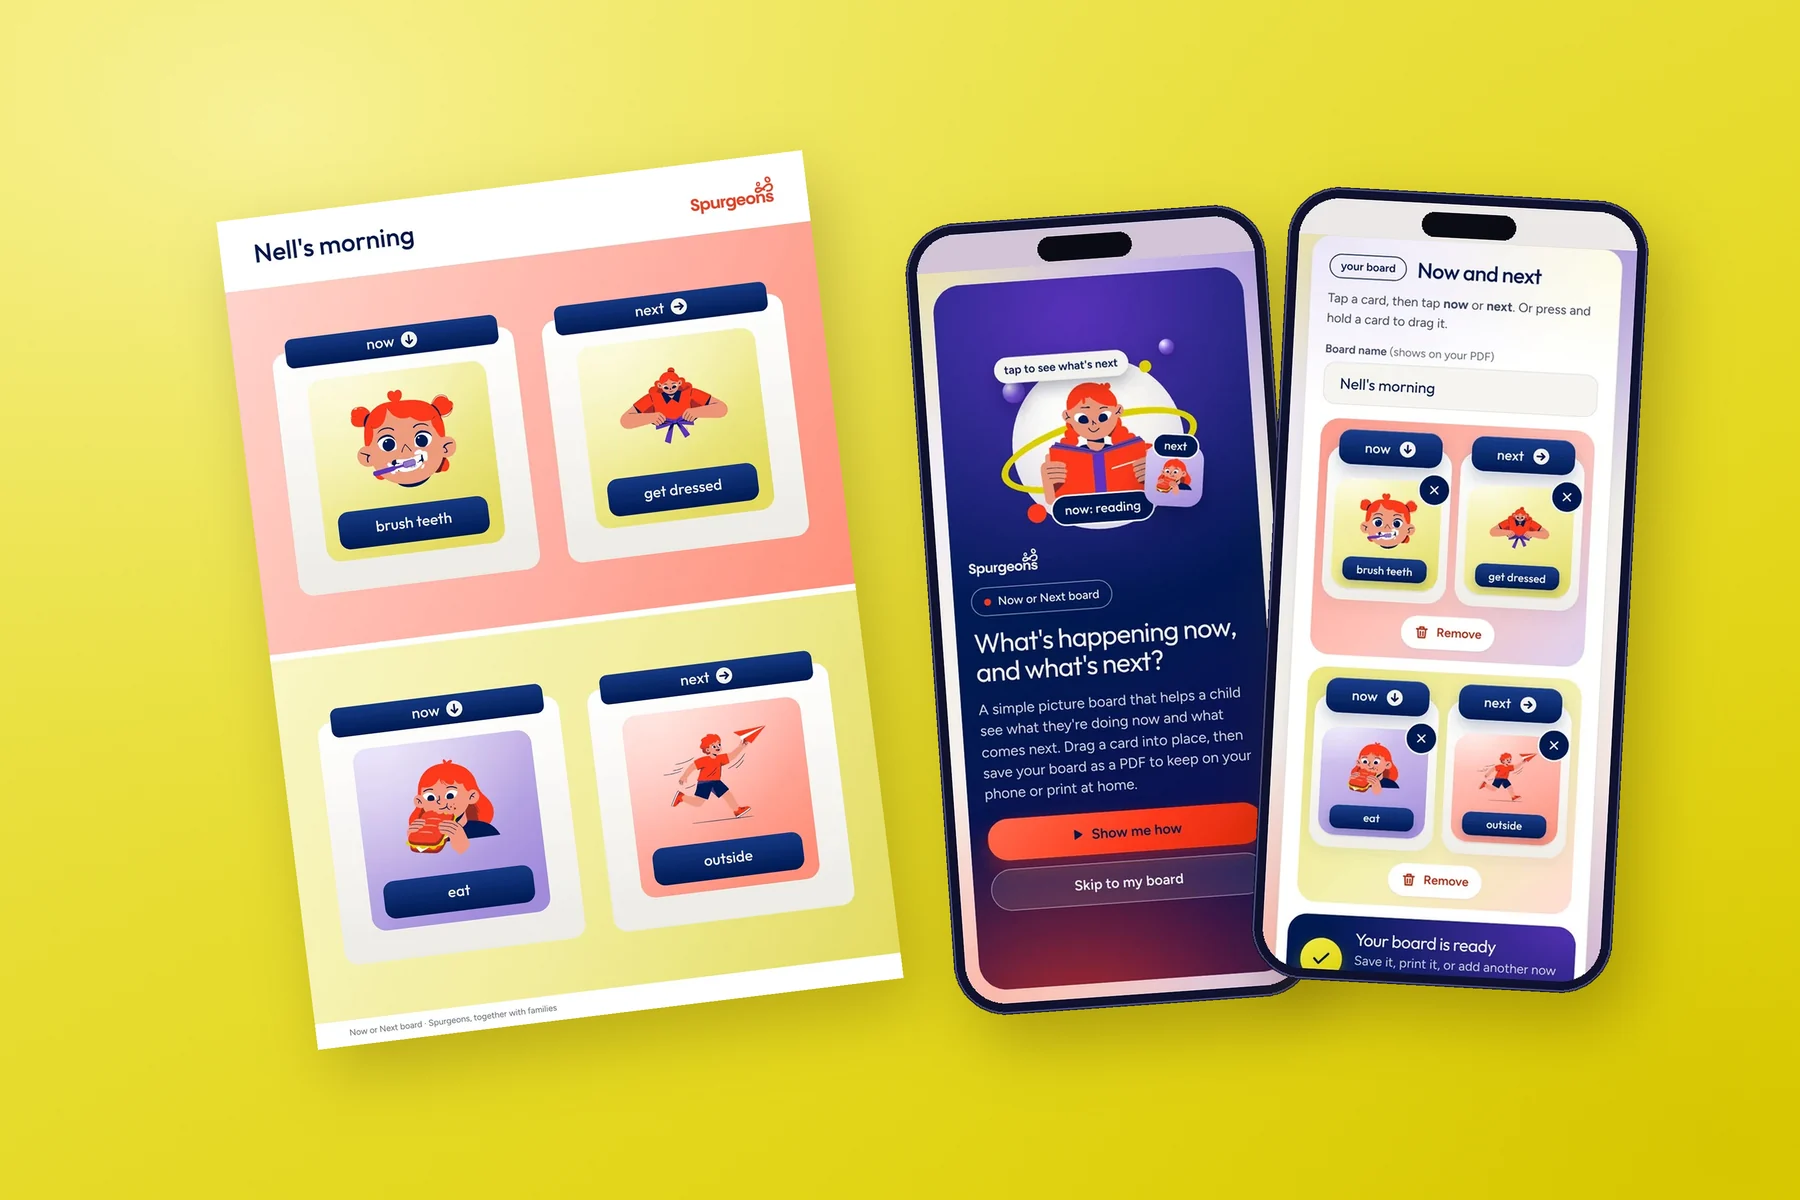 Spurgeons
Nell's morning
now
next
brush teeth
get dressed
now
next
eat
outside
Now or Next board · Spurgeons, together with families
tap to see what's next
next
now: reading
Spurgeons
Now or Next board
What's happening now,
and what's next?
A simple picture board that helps a child
see what they're doing now and what
comes next. Drag a card into place, then
save your board as a PDF to keep on your
phone or print at home.
Show me how
Skip to my board
your board
Now and next
Tap a card, then tap now or next. Or press and
hold a card to drag it.
Board name (shows on your PDF)
Nell's morning
now
next
brush teeth
get dressed
Remove
now
next
eat
outside
Remove
Your board is ready
Save it, print it, or add another now